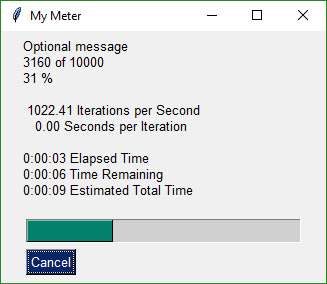 My Meter
Optional message
3160 of 10000
31 %
1022.41 Iterations per Second
0.00 Seconds per Iteration
0:00:03 Elapsed Time
0:00:06 Time Remaining
0:00:09 Estimated Total Time
Cancel